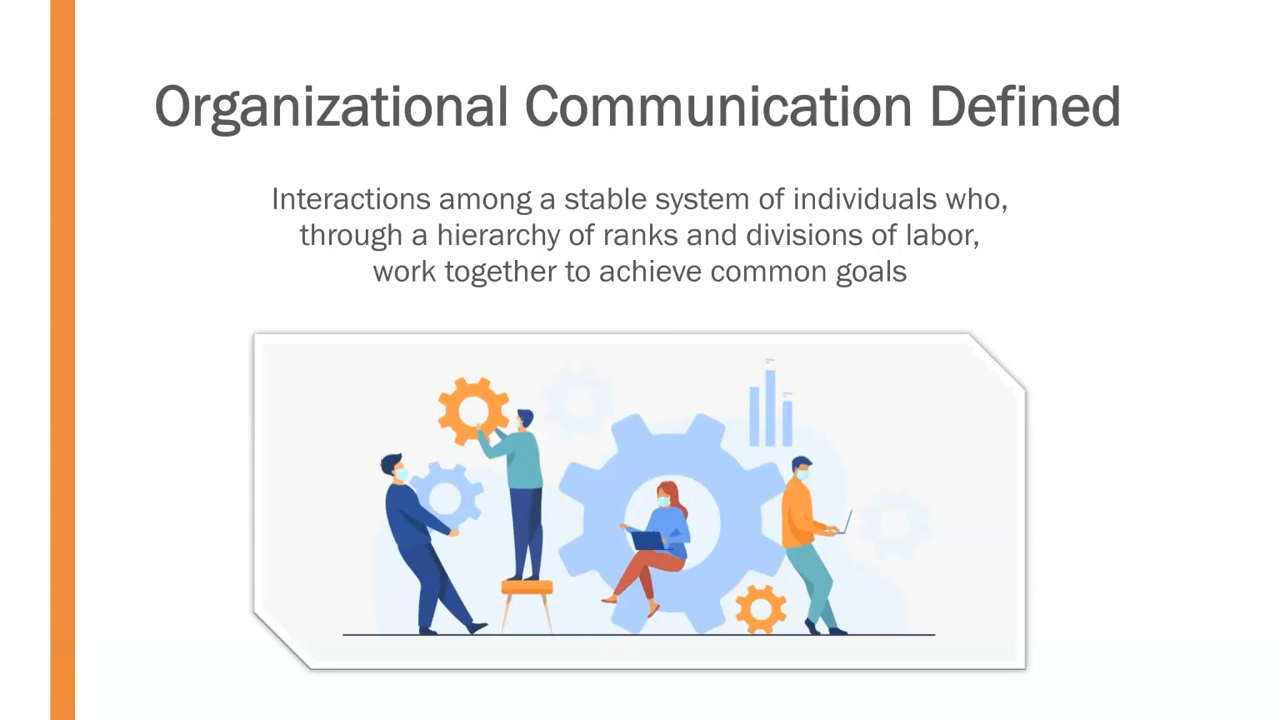 Organizational Communication Defined
Interactions among a stable system of individuals who,
through a hierarchy of ranks and divisions of labor,
work together to achieve common goals